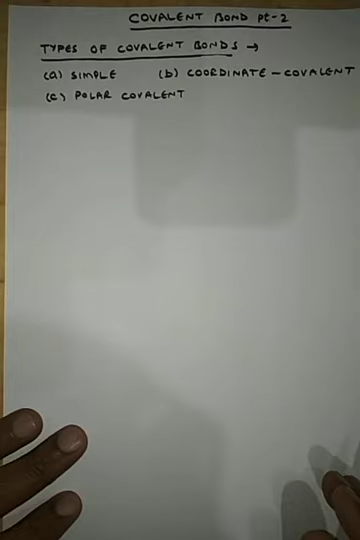 COVALENT BOND Pt-2
TYPES OF COVALENT BONDS →
(a) SIMPLE (b) COORDINATE-COVALENT
(c) POLAR COVALENT